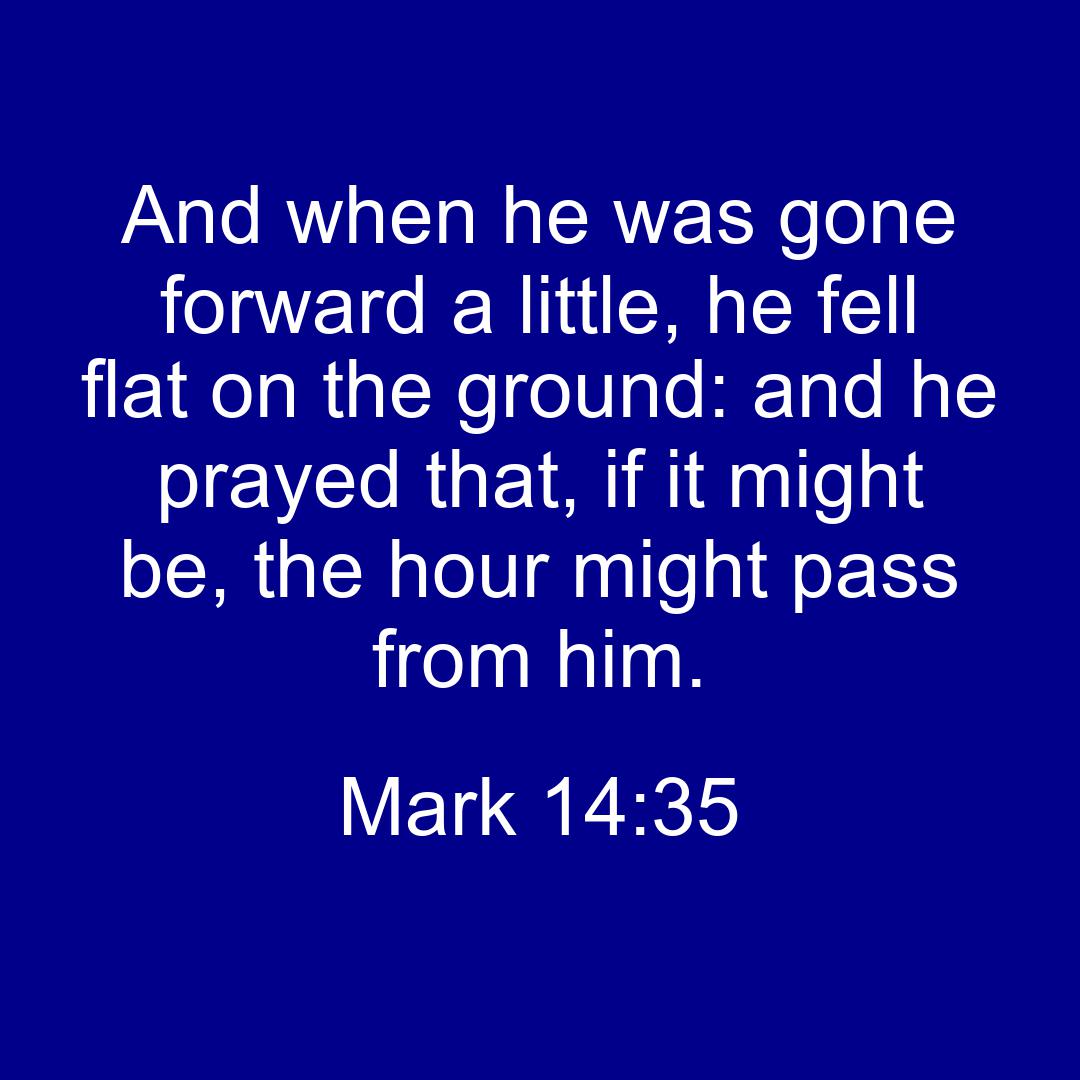 And when he was gone
forward a little, he fell
flat on the ground: and he
prayed that, if it might
be, the hour might pass
from him.
Mark 14:35